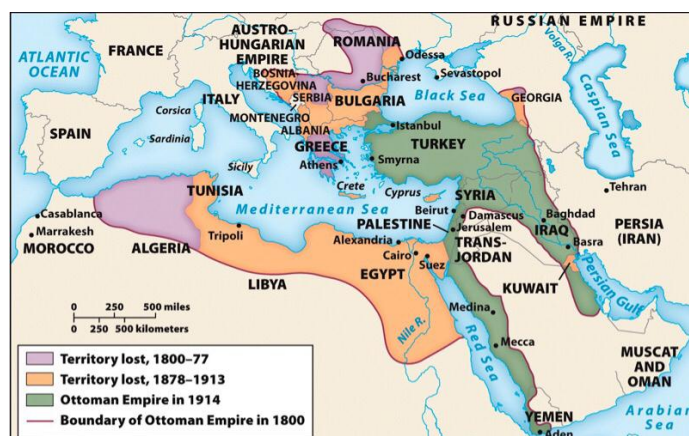 RUSSIAN EMPIRE
AUSTRO-
HUNGARIAN
EMPIRE
ATLANTIC
OCEAN
FRANCE
ROMANIA
Odessa
Volga R.
BOSNIA
HERZEGOVINA
Bucharest
Sevastopol
Caspian Sea
SERBIA
ITALY
BULGARIA
Black Sea
GEORGIA
Corsica
MONTENEGRO
ALBANIA
Istanbul
SPAIN
Sardinia
GREECE
TURKEY
Athens
Smyrna
Sicily
TUNISIA
Crete
Cyprus
SYRIA
Tehran
Mediterranean Sea
Beirut
Damascus
Baghdad
Casablanca
Marrakesh
PALESTINE
Jerusalem
IRAQ
PERSIA
(IRAN)
MOROCCO
ALGERIA
Tripoli
Alexandria
TRANS-
JORDAN
Basra
Cairo
Suez
LIBYA
EGYPT
KUWAIT
Persian Gulf
0 250 500 miles
0 250 500 kilometers
Medina
Nile R.
Red Sea
Mecca
MUSCAT
AND
OMAN
Territory lost, 1800–77
Territory lost, 1878–1913
Ottoman Empire in 1914
Boundary of Ottoman Empire in 1800
YEMEN
Aden
Arabian